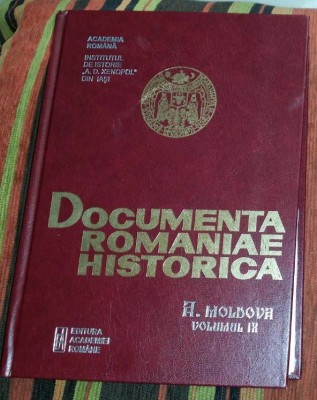 ACADEMIA
ROMÂNĂ
INSTITUTUL
DE ISTORIE
„A. D. XENOPOL"
DIN IAȘI
DOCUMENTA
ROMANIAE
HISTORICA
A. MOLDOVA
VOLUMUL IX
EDITURA
ACADEMIEI
ROMÂNE